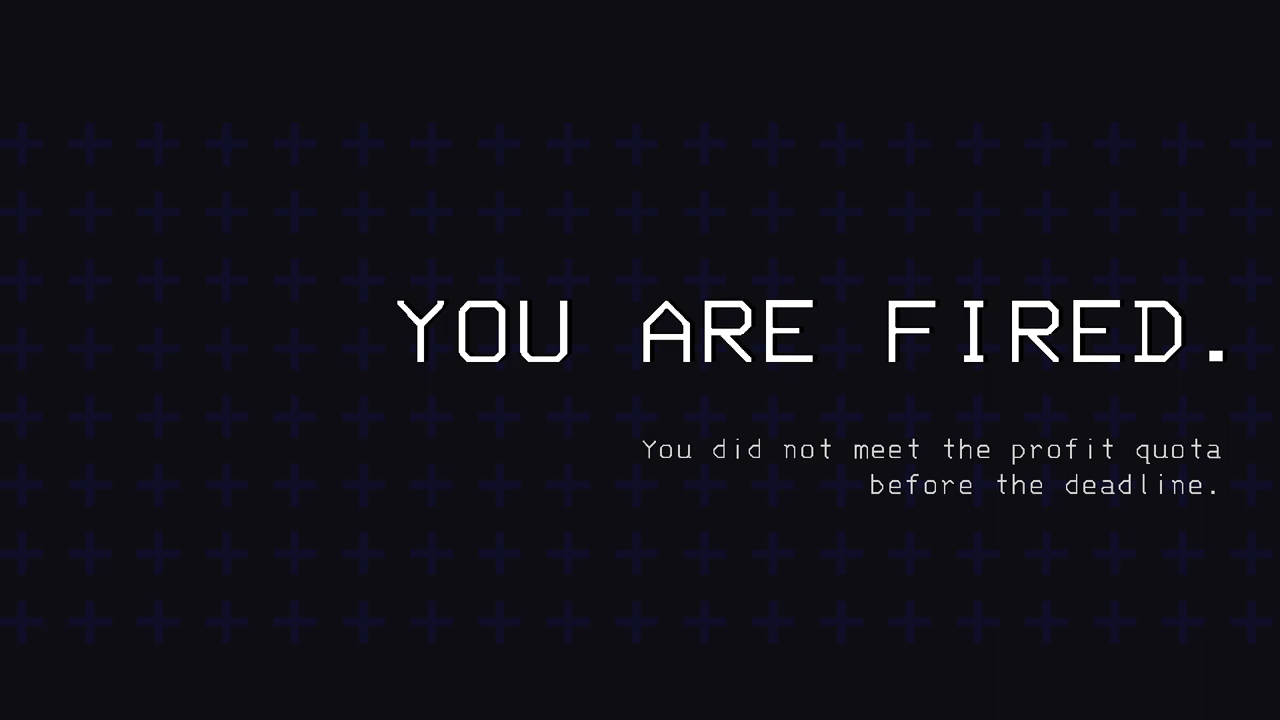 YOU ARE FIRED.
You did not meet the profit quota
before the deadline.